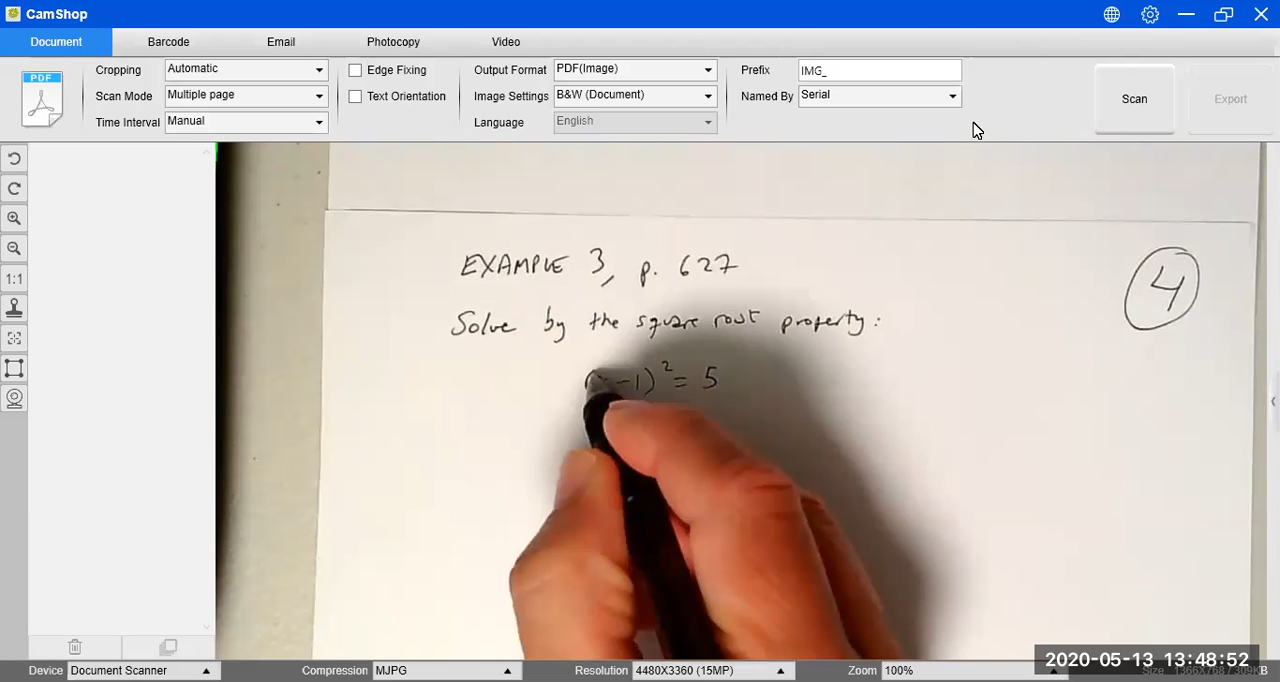 CamShop
Document Barcode Email Photocopy Video
PDF Cropping Automatic Edge Fixing Output Format PDF(Image) Prefix IMG_ Scan Export
Scan Mode Multiple page Text Orientation Image Settings B&W (Document) Named By Serial
Time Interval Manual Language English
1:1
EXAMPLE 3, p. 627
4
Solve by the square root property:
-1)² = 5
Device Document Scanner Compression MJPG Resolution 4480X3360 (15MP) Zoom 100%
2020-05-13 13:48:52